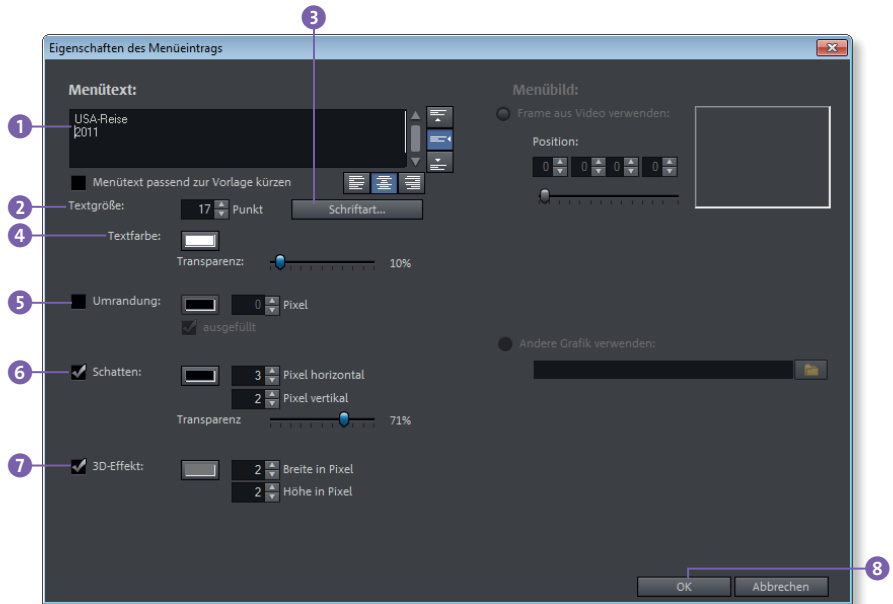 3
Eigenschaften des Menüeintrags
Menütext:
1
USA-Reise
2011
Menütext passend zur Vorlage kürzen
2
Textgröße:
17
Punkt
Schriftart...
4
Textfarbe:
Transparenz:
10%
5
Umrandung:
0
Pixel
ausgefüllt
6
Schatten:
3
Pixel horizontal
2
Pixel vertikal
Transparenz
71%
7
3D-Effekt:
2
Breite in Pixel
2
Höhe in Pixel
Menübild:
Frame aus Video verwenden:
Position:
0 0 0 0
Andere Grafik verwenden:
8
OK
Abbrechen